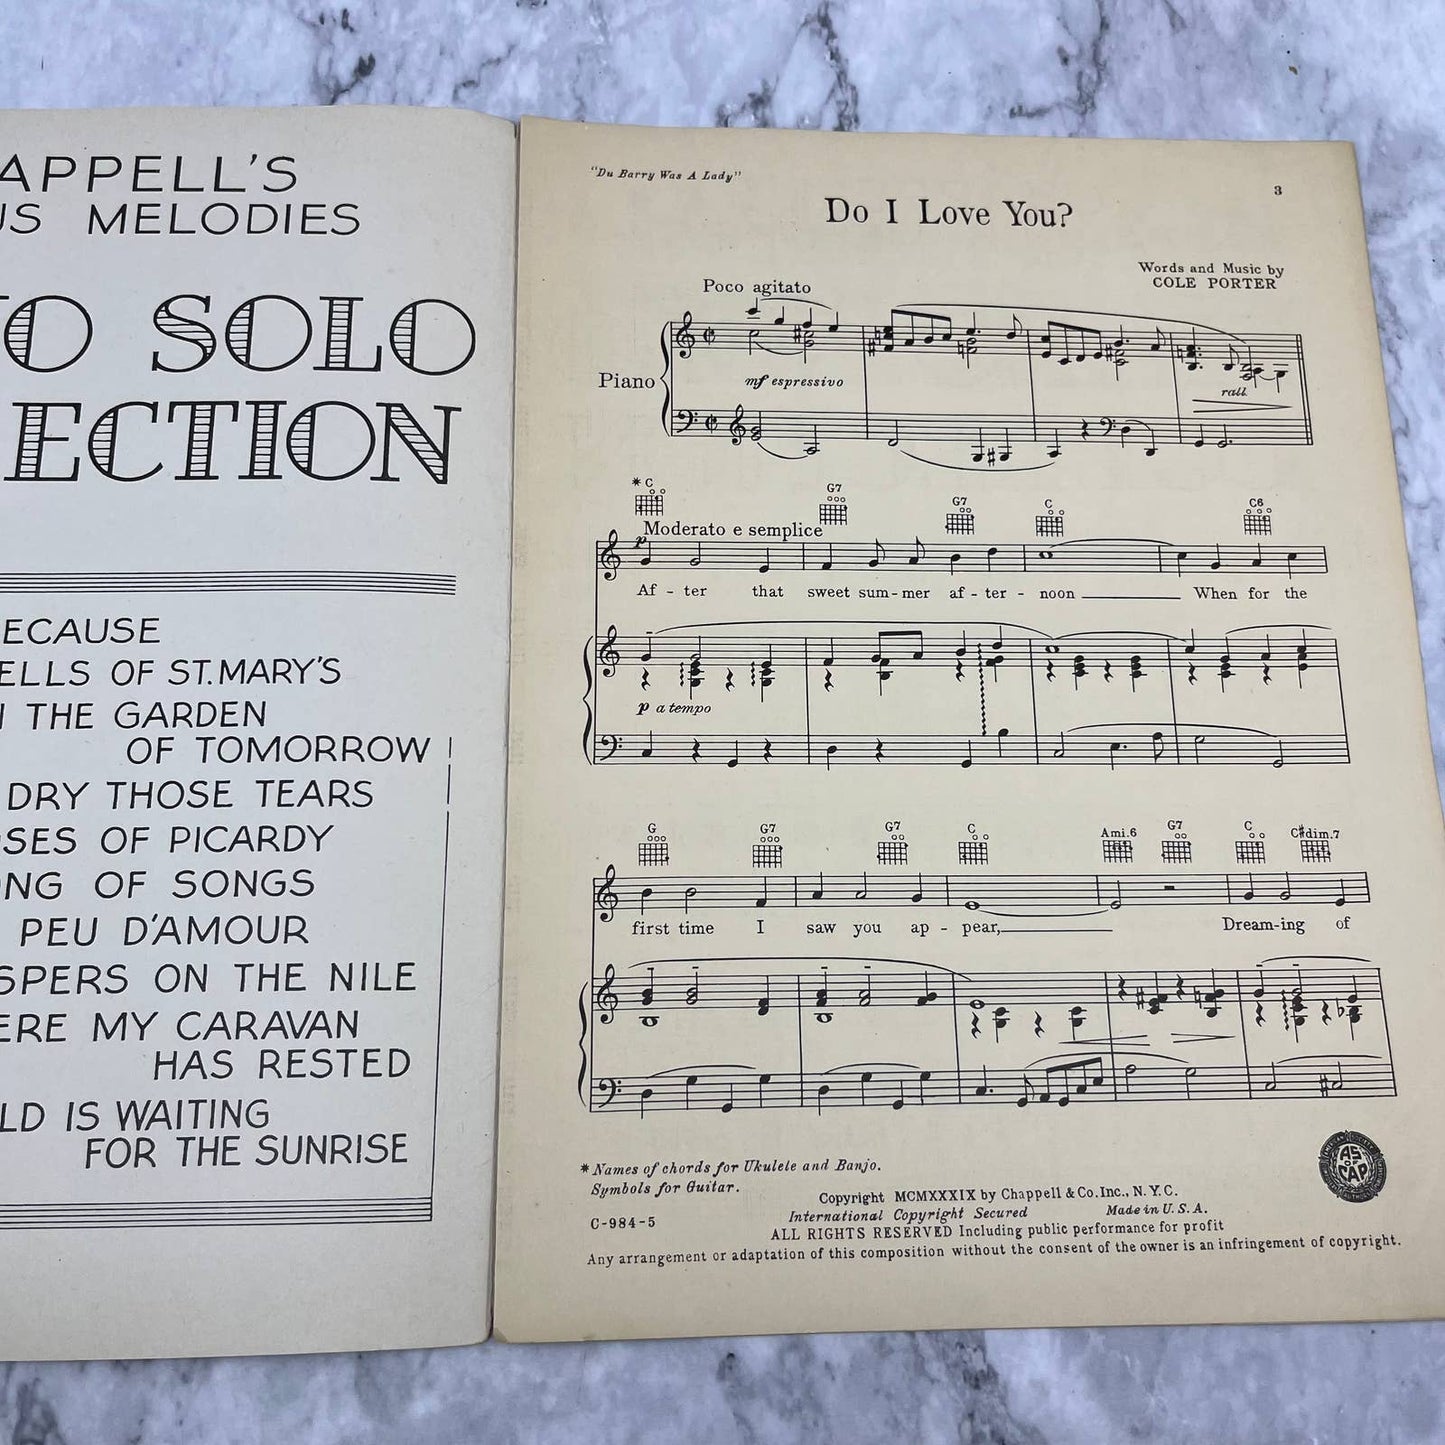 APPELL'S
US MELODIES
SOLO
ECTION
ECAUSE
ELLS OF ST. MARY'S
THE GARDEN
OF TOMORROW
DRY THOSE TEARS
OSES OF PICARDY
ONG OF SONGS
PEU D'AMOUR
SPERS ON THE NILE
ERE MY CARAVAN
HAS RESTED
LD IS WAITING
FOR THE SUNRISE
"Du Barry Was A Lady"
3
Do I Love You?
Words and Music by
COLE PORTER
Poco agitato
Piano
mf espressivo
rall.
* C G7 G7 C C6
Moderato e semplice
p
Af - ter that sweet sum - mer af - ter - noon When for the
p a tempo
G G7 G7 C Ami.6 G7 C C#dim.7
first time I saw you ap - pear, Dream-ing of
* Names of chords for Ukulele and Banjo.
Symbols for Guitar.
C-984-5
Copyright MCMXXXIX by Chappell & Co. Inc., N. Y. C.
International Copyright Secured Made in U. S. A.
ALL RIGHTS RESERVED Including public performance for profit
Any arrangement or adaptation of this composition without the consent of the owner is an infringement of copyright.
AS
OF
CAP